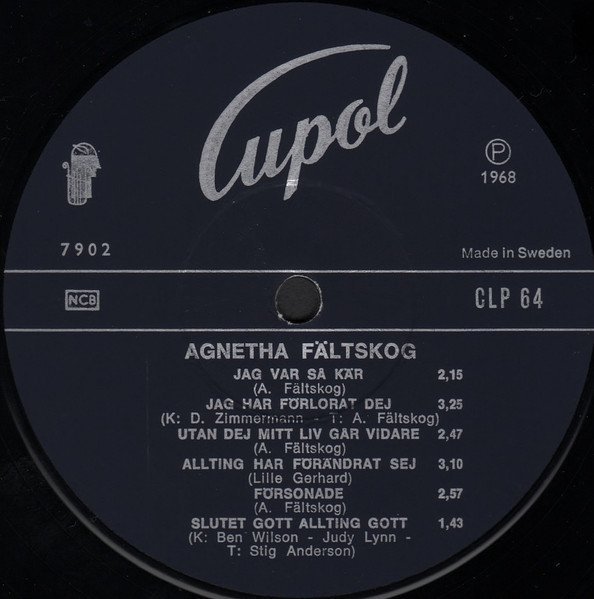 Cupol
℗
1968
7902
Made in Sweden
NCB
CLP 64
AGNETHA FÄLTSKOG
JAG VAR SÅ KÄR 2,15
(A. Fältskog)
JAG HAR FÖRLORAT DEJ 3,25
(K: D. Zimmermann - T: A. Fältskog)
UTAN DEJ MITT LIV GÅR VIDARE 2,47
(A. Fältskog)
ALLTING HAR FÖRÄNDRAT SEJ 3,10
(Lille Gerhard)
FÖRSONADE 2,57
(A. Fältskog)
SLUTET GOTT ALLTING GOTT 1,43
(K: Ben Wilson - Judy Lynn -
T: Stig Anderson)